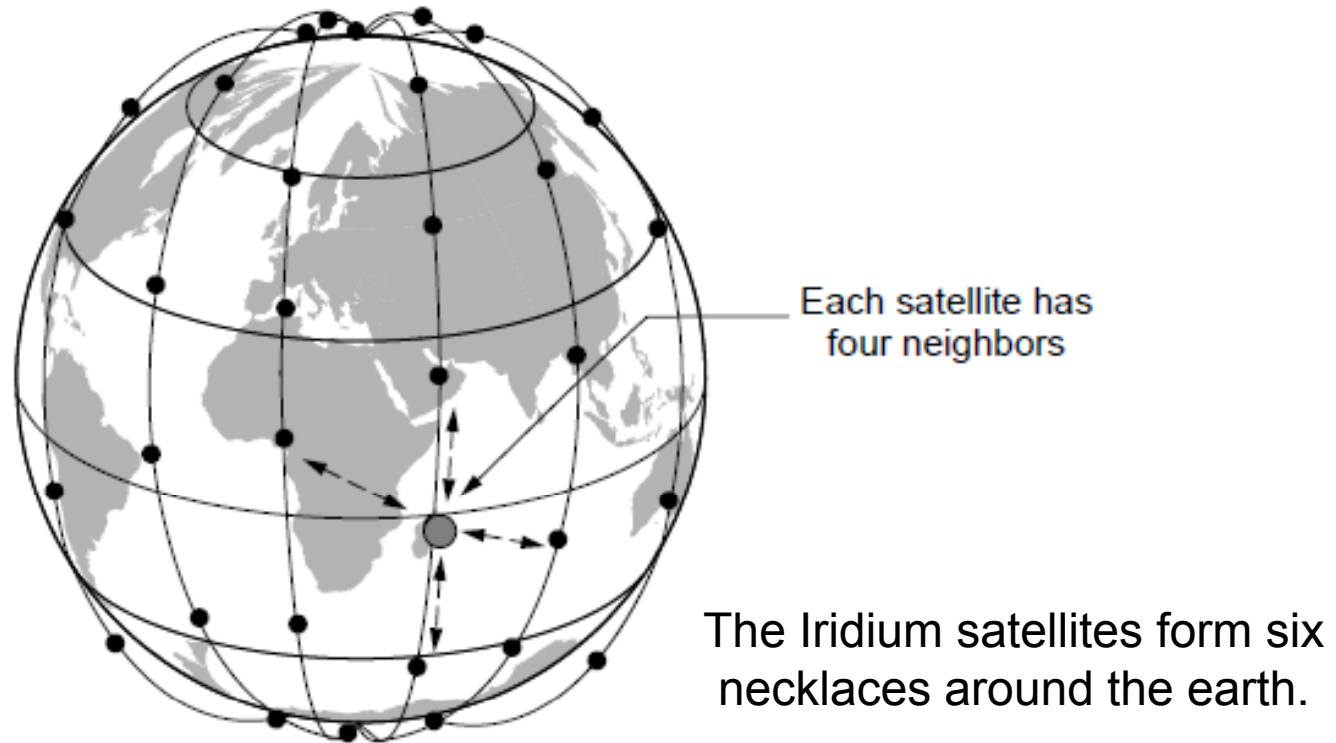 Each satellite has
four neighbors
The Iridium satellites form six
necklaces around the earth.